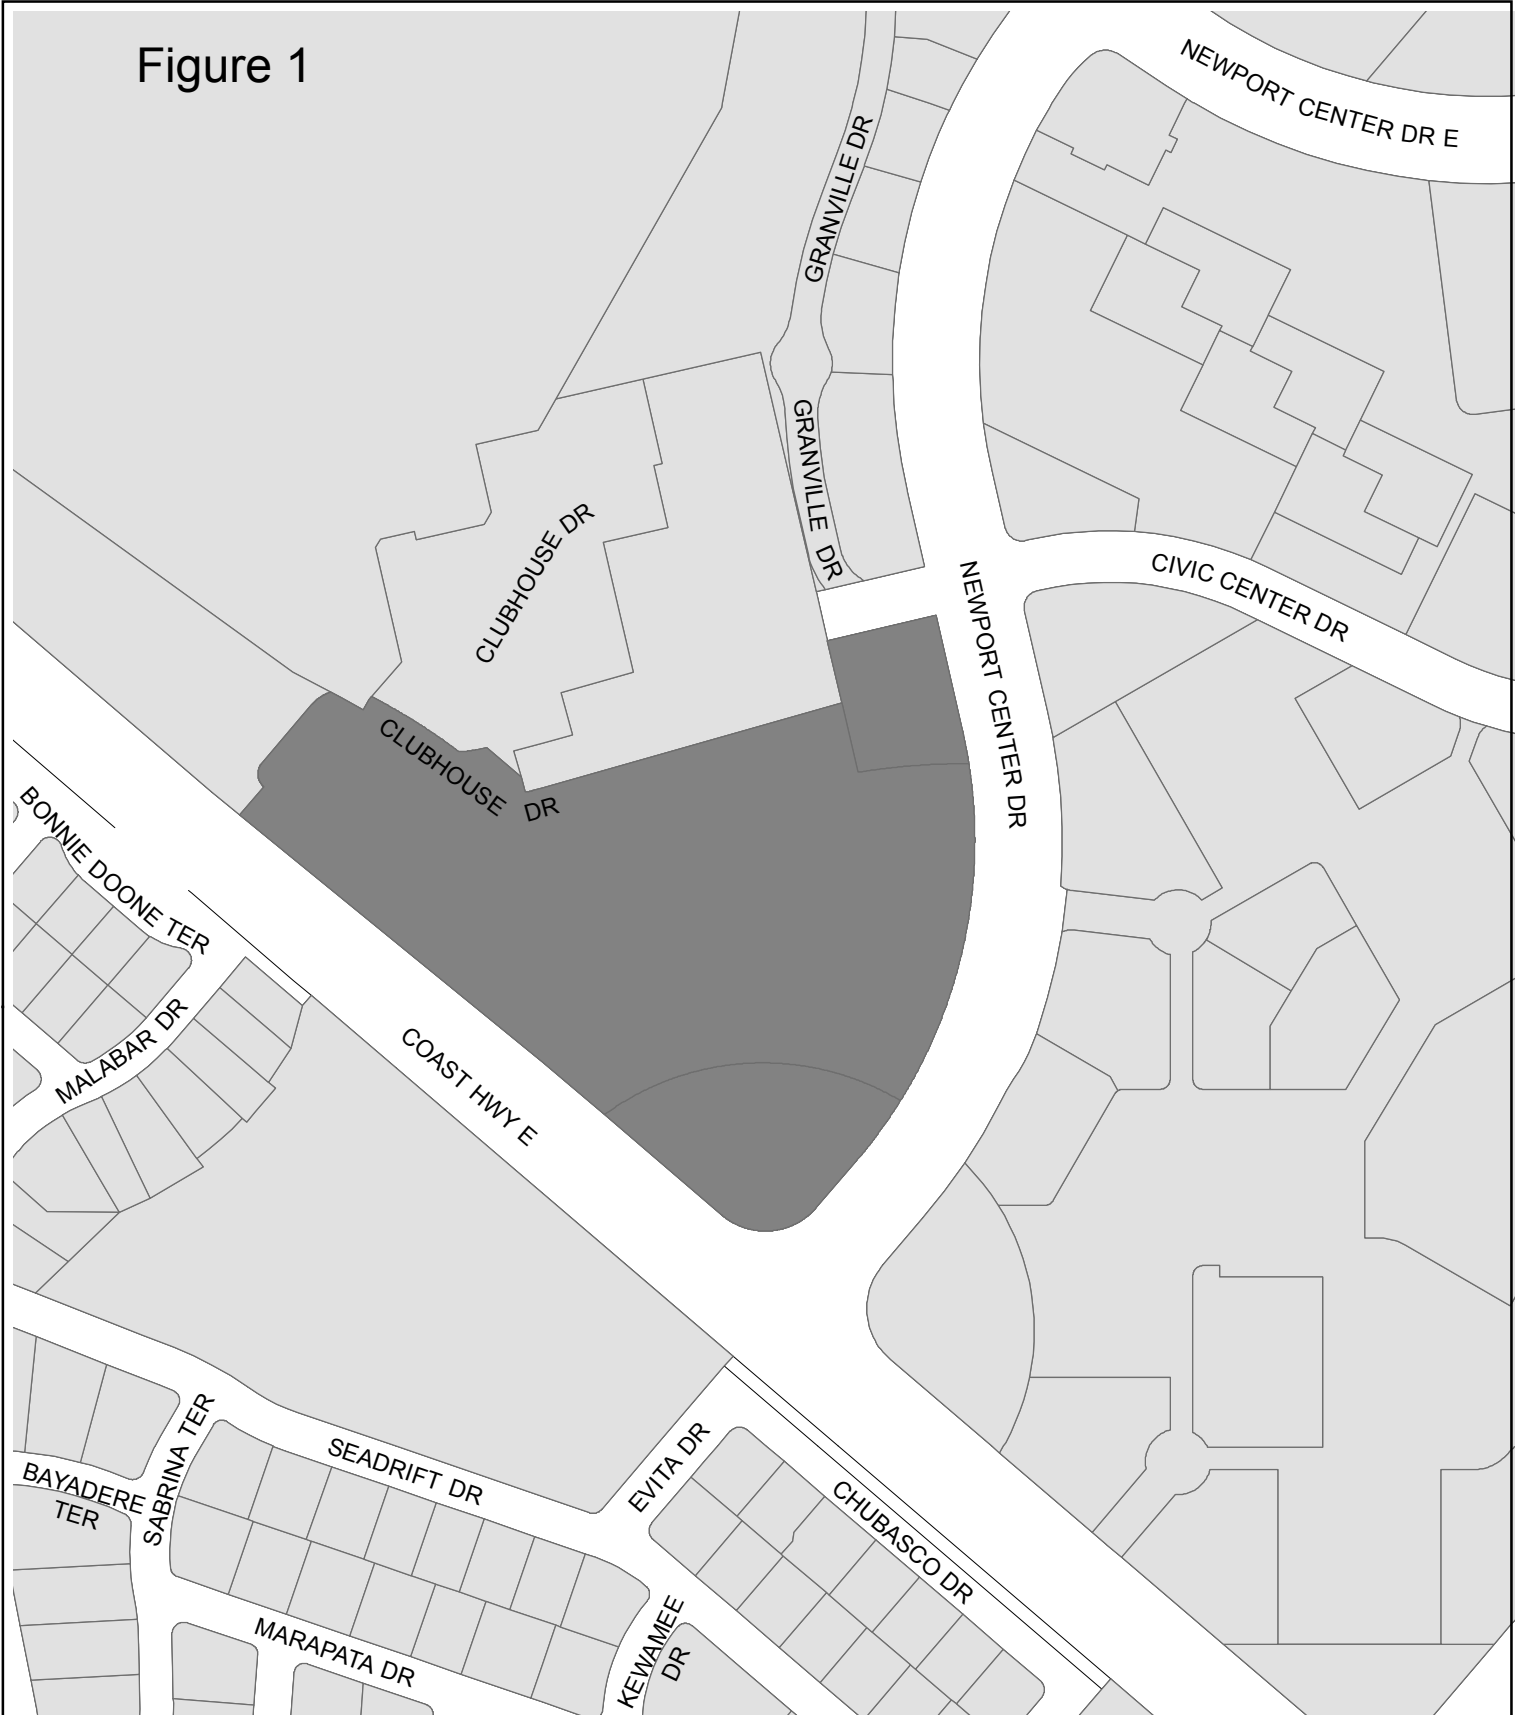 Figure 1
NEWPORT CENTER DR E
GRANVILLE DR
GRANVILLE DR
CLUBHOUSE DR
CIVIC CENTER DR
NEWPORT CENTER DR
CLUBHOUSE DR
BONNIE DOONE TER
MALABAR DR
COAST HWY E
SABRINA TER
SEADRIFT DR
EVITA DR
BAYADERE
TER
CHUBASCO DR
MARAPATA DR
KEWAMEE
DR